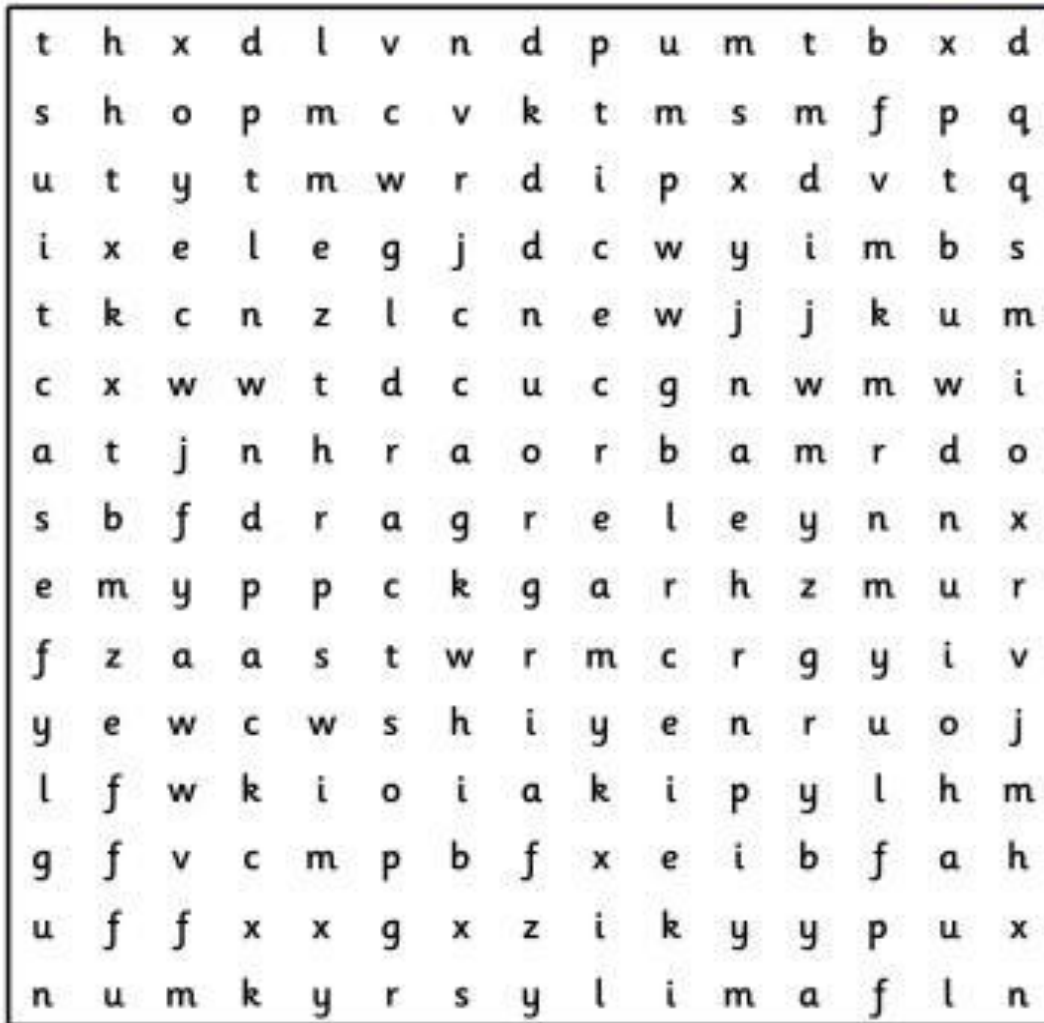 t h x d l v n d p u m t b x d
s h o p m c v k t m s m f p q
u t y t m w r d i p x d v t q
i x e l e g j d c w y i m b s
t k c n z l c n e w j j k u m
c x w w t d c u c g n w m w i
a t j n h r a o r b a m r d o
s b f d r a g r e l e y n n x
e m y p p c k g a r h z m u r
f z a a s t w r m c r g y i v
y e w c w s h i y e n r u o j
l f w k i o i a k i p y l h m
g f v c m p b f x e i b f a h
u f f x x g x z i k y y p u x
n u m k y r s y l i m a f l n